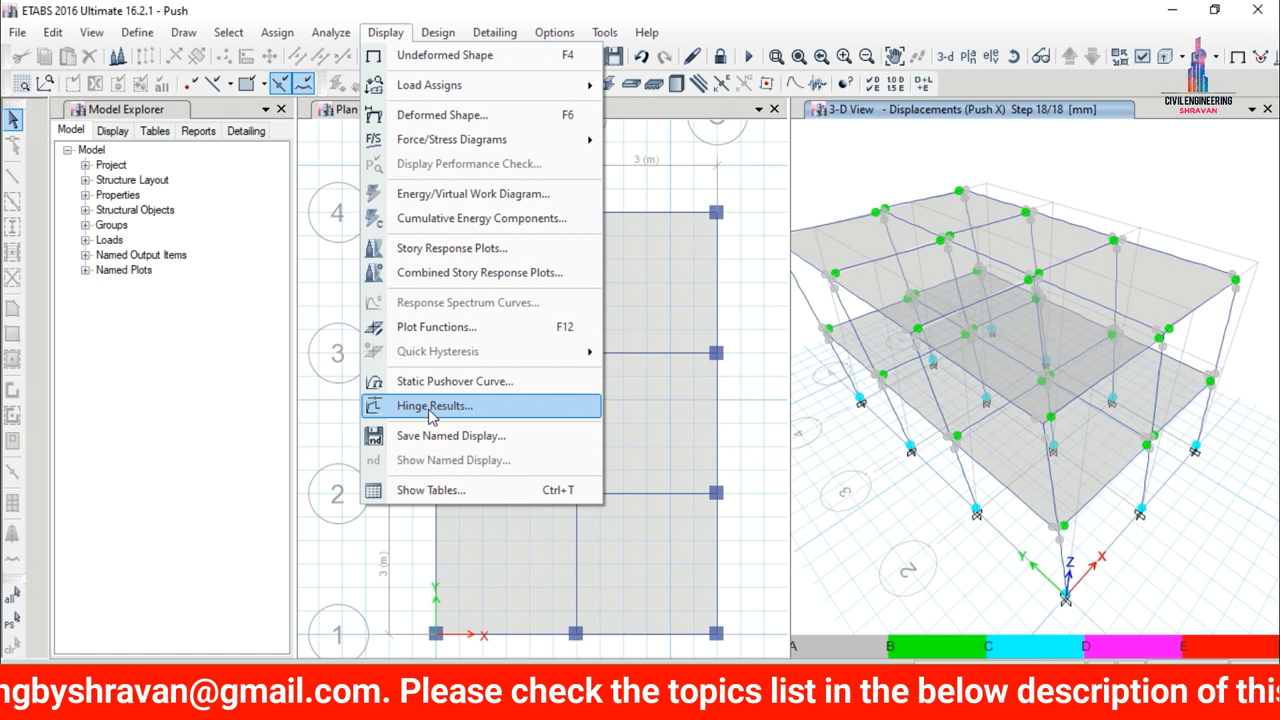 ETABS 2016 Ultimate 16.2.1 - Push
File Edit View Define Draw Select Assign Analyze Display Design Detailing Options Tools Help
Model Explorer
Model Display Tables Reports Detailing
Model
Project
Structure Layout
Properties
Structural Objects
Groups
Loads
Named Output Items
Named Plots
Undeformed Shape F4
Load Assigns
Deformed Shape... F6
Force/Stress Diagrams
Display Performance Check...
Energy/Virtual Work Diagram...
Cumulative Energy Components...
Story Response Plots...
Combined Story Response Plots...
Response Spectrum Curves...
Plot Functions... F12
Quick Hysteresis
Static Pushover Curve...
Hinge Results...
Save Named Display...
Show Named Display...
Show Tables... Ctrl+T
Plan
3 (m)
4
3
2
1
3 (m)
Y
X
3-d
3-D View - Displacements (Push X) Step 18/18 [mm]
CIVIL ENGINEERING
SHRAVAN
4
3
2
Y
Z
X
A B C D E
ngbyshravan@gmail.com. Please check the topics list in the below description of this